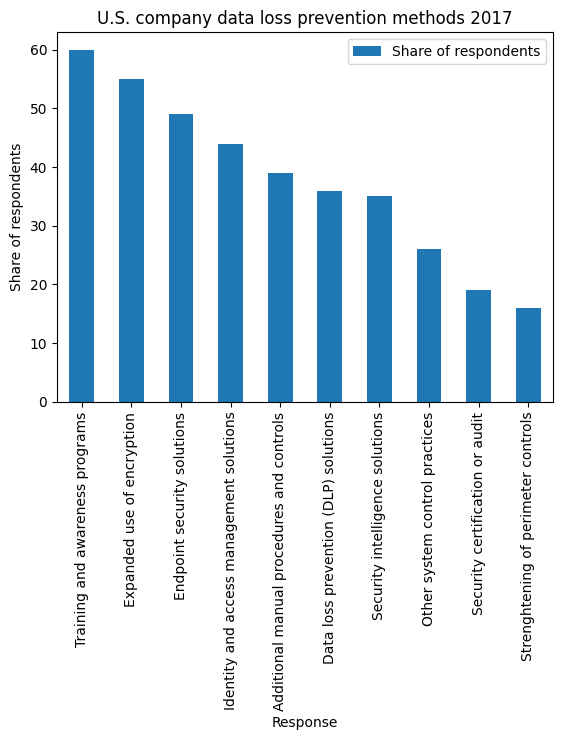 U.S. company data loss prevention methods 2017
Share of respondents
Share of respondents
60
50
40
30
20
10
0
Training and awareness programs
Expanded use of encryption
Endpoint security solutions
Identity and access management solutions
Additional manual procedures and controls
Data loss prevention (DLP) solutions
Security intelligence solutions
Other system control practices
Security certification or audit
Strenghtening of perimeter controls
Response